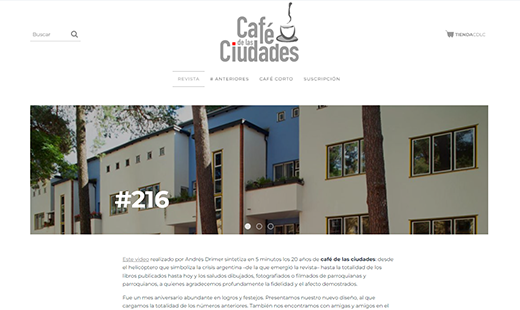 Café
de las
Ciudades
Buscar
TIENDACDLC
REVISTA # ANTERIORES CAFÉ CORTO SUSCRIPCIÓN
#216
Este video realizado por Andrés Drimer sintetiza en 5 minutos los 20 años de café de las ciudades: desde
el helicóptero que simboliza la crisis argentina –de la que emergió la revista– hasta la totalidad de los
libros publicados hasta hoy y los saludos dibujados, fotografiados o filmados de parroquianas y
parroquianos, a quienes agradecemos profundamente la fidelidad y el afecto demostrados.
Fue un mes aniversario abundante en logros y festejos. Presentamos nuestro nuevo diseño, al que
cargamos la totalidad de los números anteriores. También nos encontramos con amigas y amigos en el